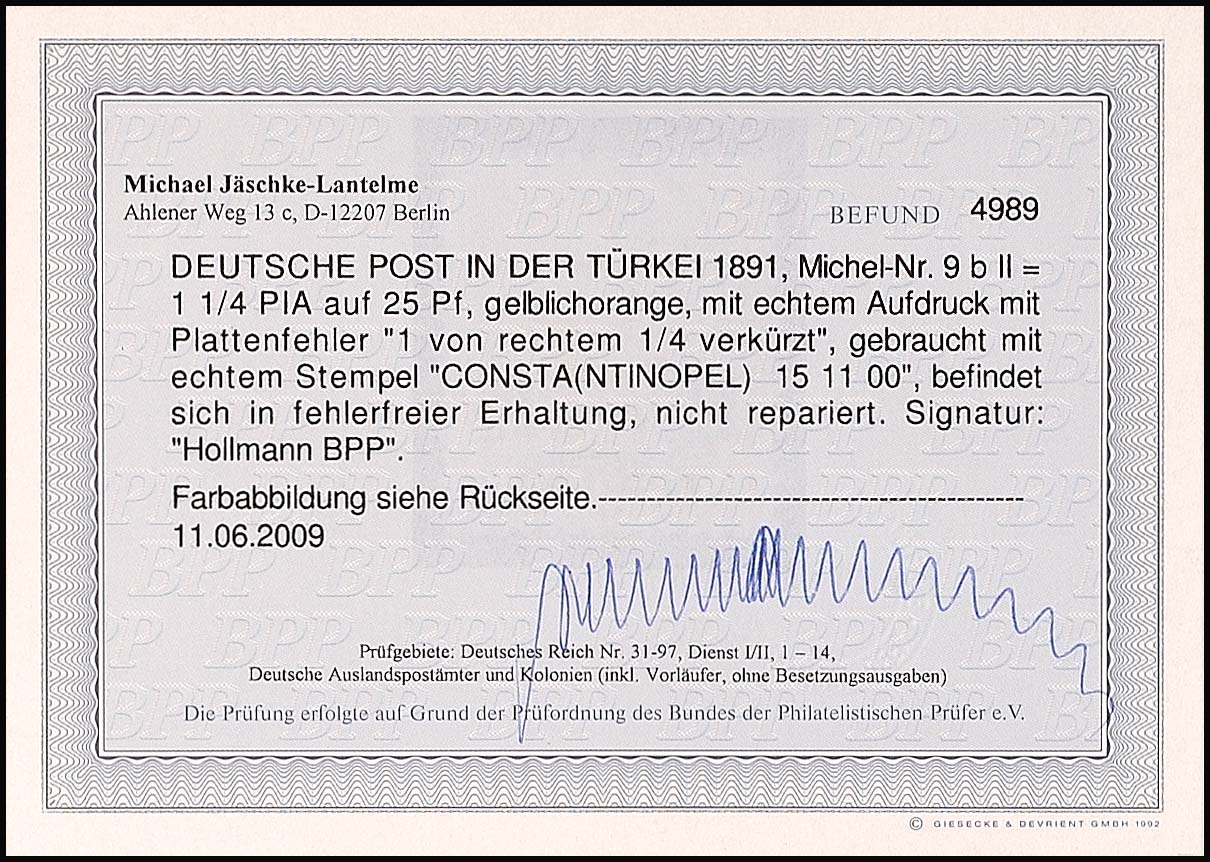 Michael Jäschke-Lantelme
Ahlener Weg 13 c, D-12207 Berlin
BEFUND 4989
DEUTSCHE POST IN DER TÜRKEI 1891, Michel-Nr. 9 b II =
1 1/4 PIA auf 25 Pf, gelblichorange, mit echtem Aufdruck mit
Plattenfehler "1 von rechtem 1/4 verkürzt", gebraucht mit
echtem Stempel "CONSTA(NTINOPEL) 15 11 00", befindet
sich in fehlerfreier Erhaltung, nicht repariert. Signatur:
"Hollmann BPP".
Farbabbildung siehe Rückseite.------------------------------------------
11.06.2009
Prüfgebiete: Deutsches Reich Nr. 31-97, Dienst I/II, 1 – 14,
Deutsche Auslandspostämter und Kolonien (inkl. Vorläufer, ohne Besetzungsausgaben)
Die Prüfung erfolgte auf Grund der Prüfordnung des Bundes der Philatelistischen Prüfer e.V.
© GIESECKE & DEVRIENT GMBH 1992